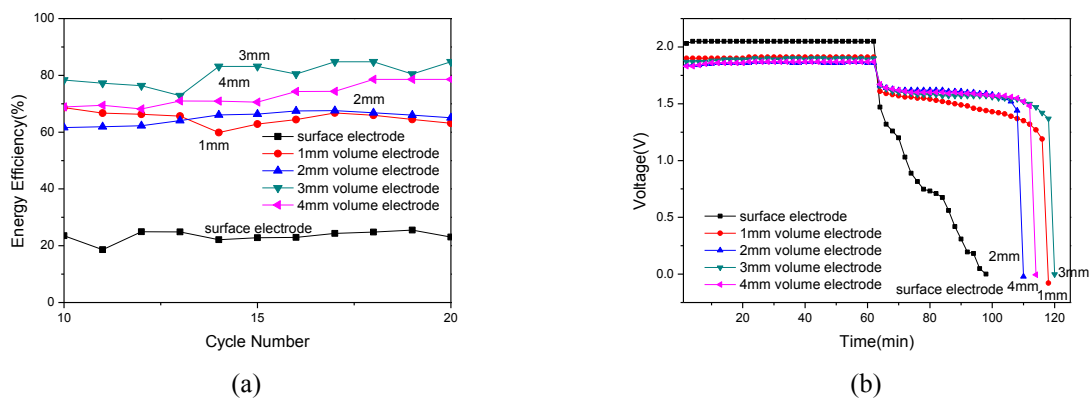 100
80
60
40
20
0
Energy Efficiency(%)
3mm
4mm
2mm
1mm
surface electrode
1mm volume electrode
2mm volume electrode
3mm volume electrode
4mm volume electrode
surface electrode
10
15
20
Cycle Number
(a)
2.0
1.5
1.0
0.5
0.0
Voltage(V)
surface electrode
1mm volume electrode
2mm volume electrode
3mm volume electrode
4mm volume electrode
2mm
surface electrode
4mm
3mm
1mm
20
40
60
80
100
120
Time(min)
(b)